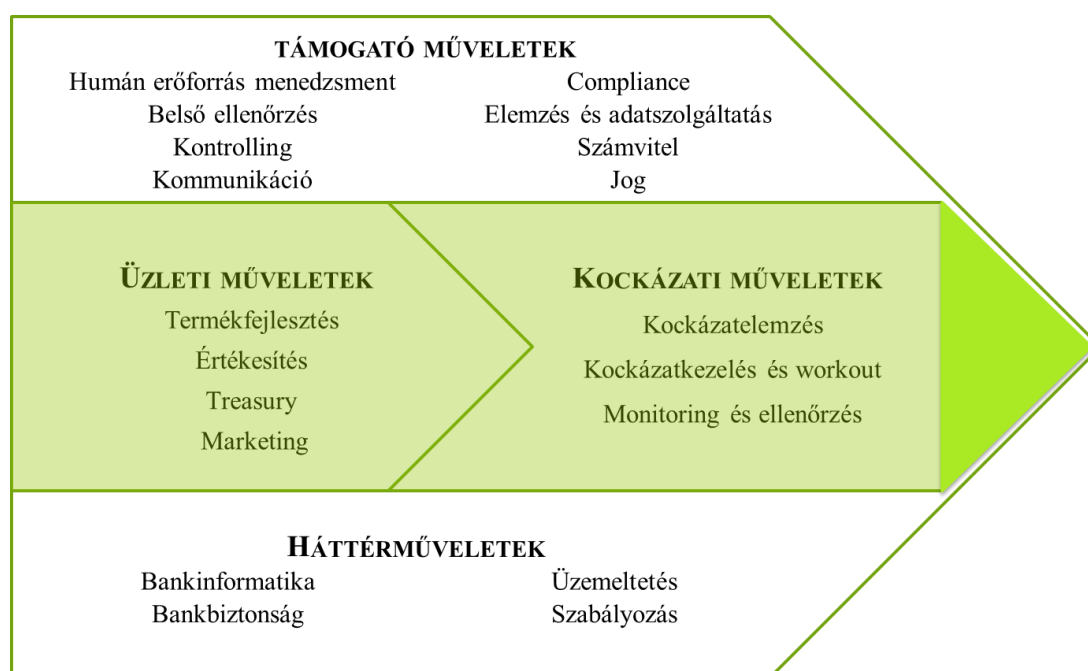 TÁMOGATÓ MŰVELETEK
Humán erőforrás menedzsment
Belső ellenőrzés
Kontrolling
Kommunikáció
Compliance
Elemzés és adatszolgáltatás
Számvitel
Jog
ÜZLETI MŰVELETEK
Termékfejlesztés
Értékesítés
Treasury
Marketing
KOCKÁZATI MŰVELETEK
Kockázatelemzés
Kockázatkezelés és workout
Monitoring és ellenőrzés
HÁTTÉRMŰVELETEK
Bankinformatika
Bankbiztonság
Üzemeltetés
Szabályozás